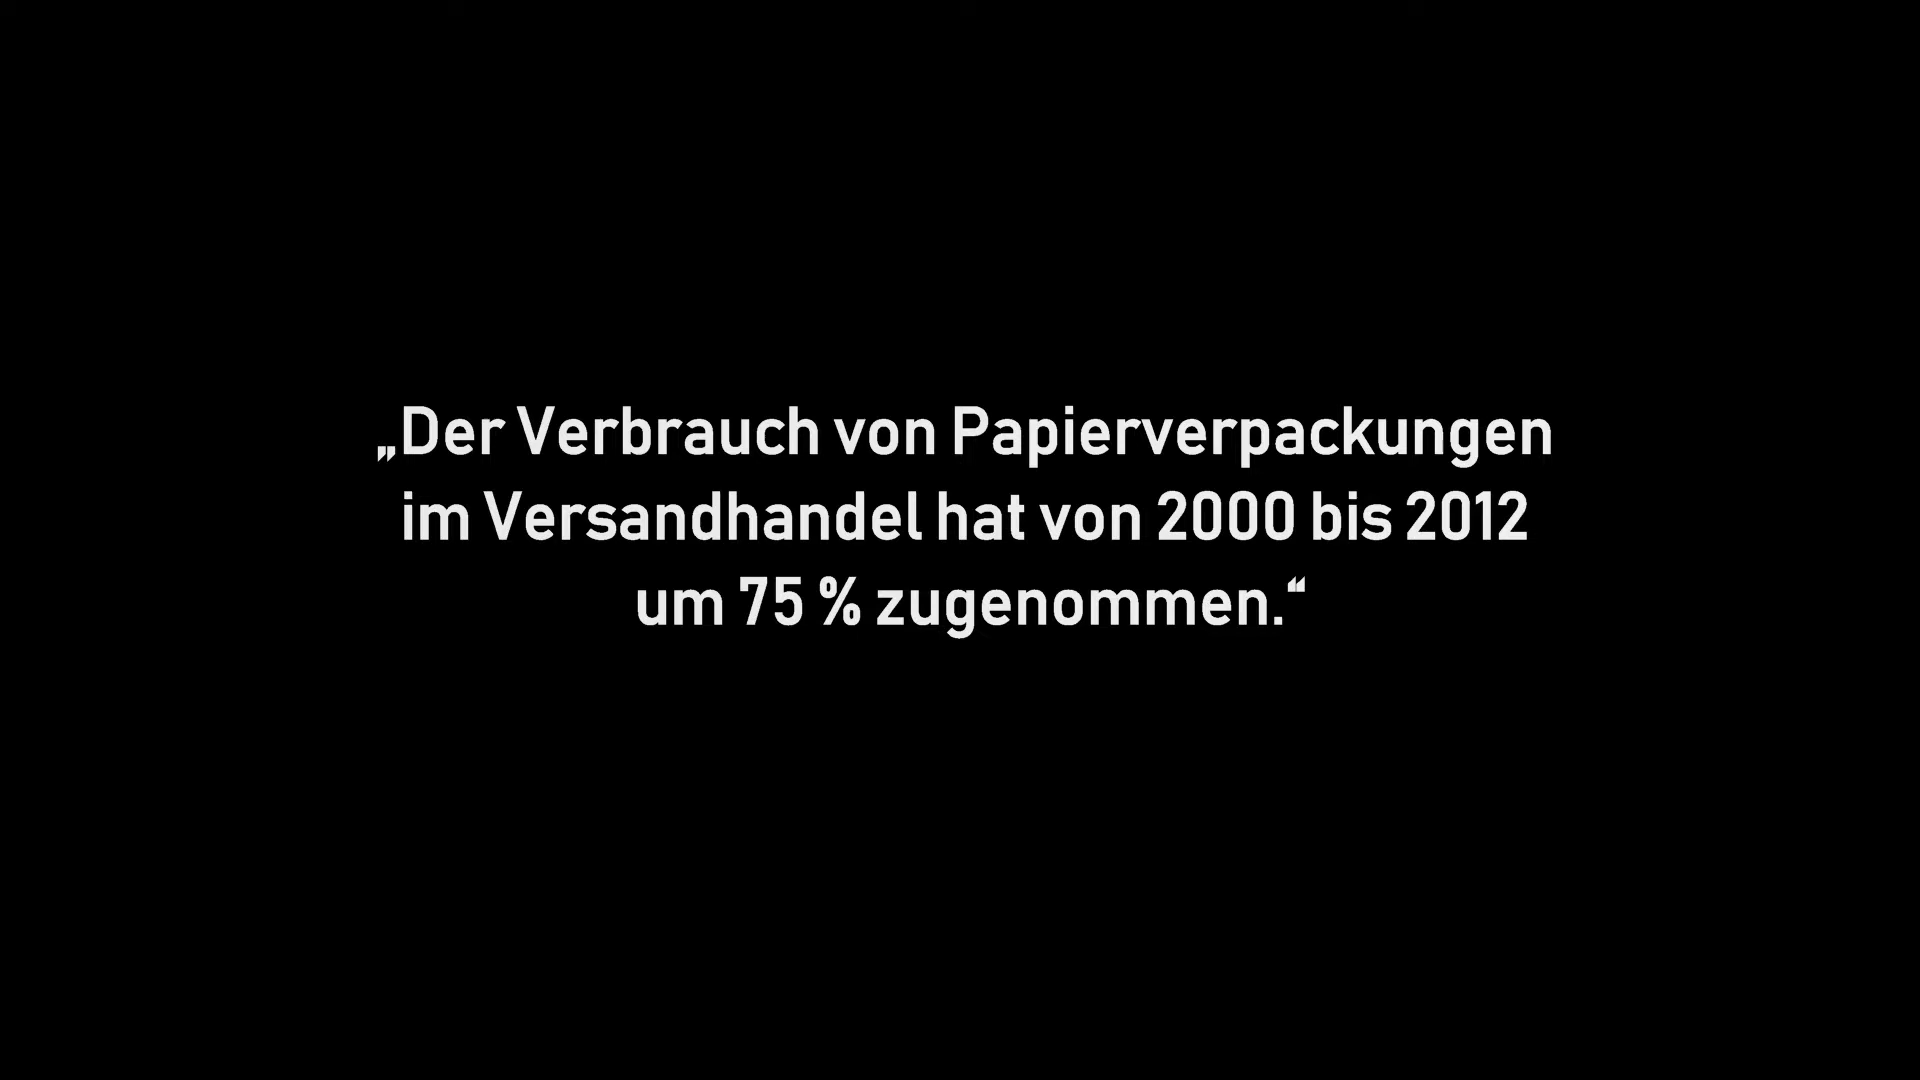 „Der Verbrauch von Papierverpackungen
im Versandhandel hat von 2000 bis 2012
um 75 % zugenommen.“